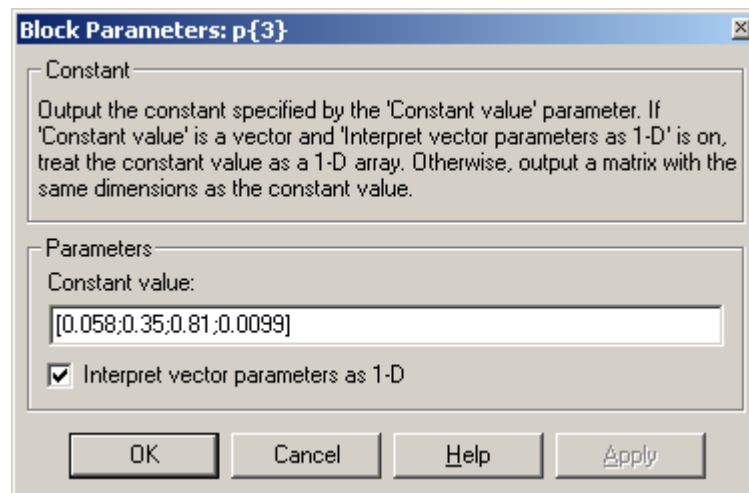 Block Parameters: p{3}
Constant
Output the constant specified by the 'Constant value' parameter. If
'Constant value' is a vector and 'Interpret vector parameters as 1-D' is on,
treat the constant value as a 1-D array. Otherwise, output a matrix with the
same dimensions as the constant value.
Parameters
Constant value:
[0.058;0.35;0.81;0.0099]
Interpret vector parameters as 1-D
OK Cancel Help Apply